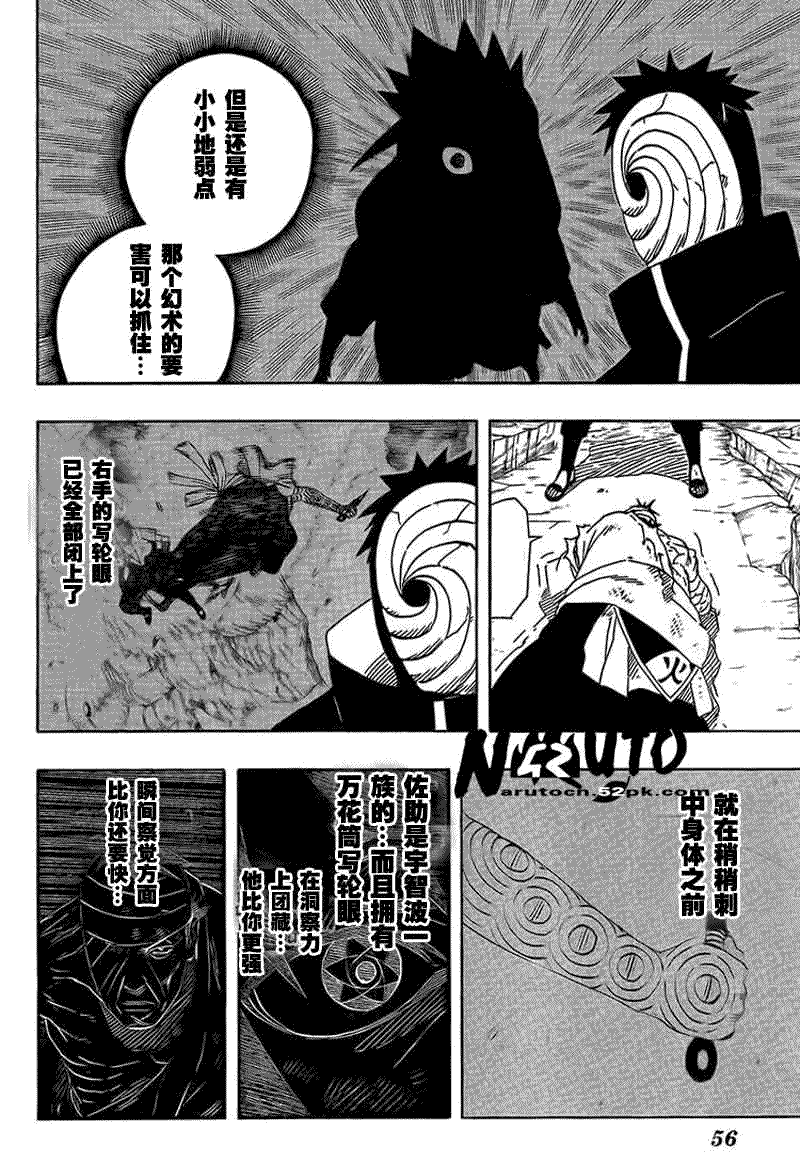 但是还是有
小小地弱点
那个幻术的要
害可以抓住…
火
右手的写轮眼
已经全部闭上了
NARUTO
Narutocn.52pk.com
就在稍稍刺
中身体之前
佐助是宇智波一
族的…而且拥有
万花筒写轮眼
在洞察力
上团藏…
他比你更强
瞬间察觉方面
比你还要快…
56